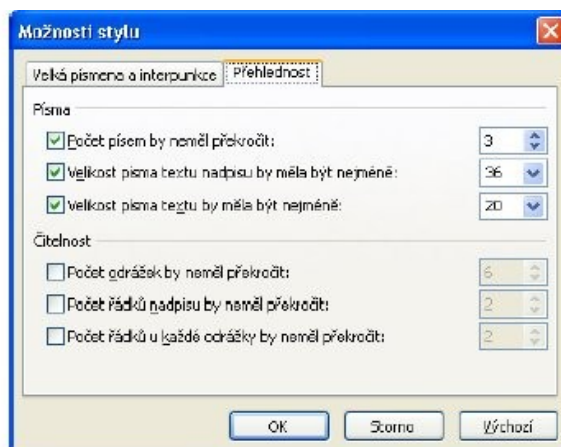 Možnosti stylu
Velká písmena a interpunkce
Přehlednost
Písma
Počet písem by neměl překročit: 3
Velikost písma textu nadpisu by měla být nejméně: 36
Velikost písma textu by měla být nejméně: 20
Čitelnost
Počet odrážek by neměl překročit: 6
Počet řádků nadpisu by neměl překročit: 2
Počet řádků u každé odrážky by neměl překročit: 2
OK
Storno
Výchozí